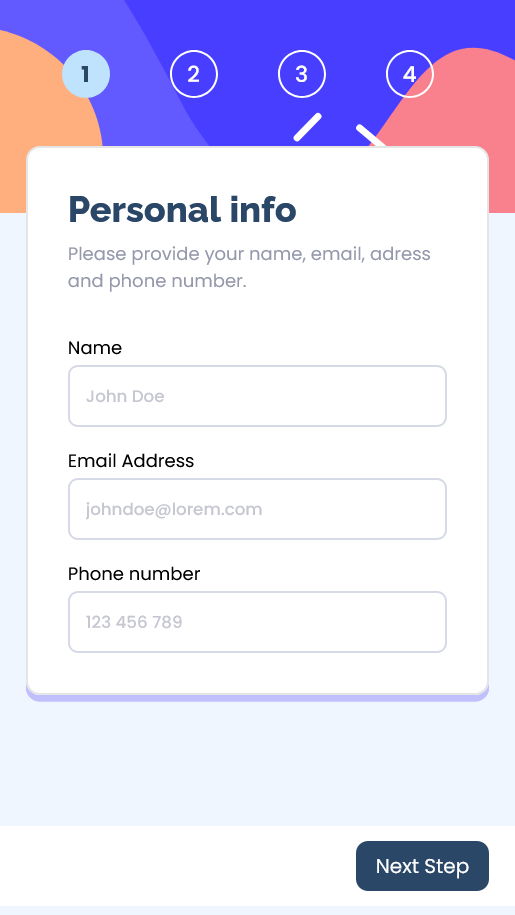 1 2 3 4
Personal info
Please provide your name, email, adress
and phone number.
Name
John Doe
Email Address
johndoe@lorem.com
Phone number
123 456 789
Next Step